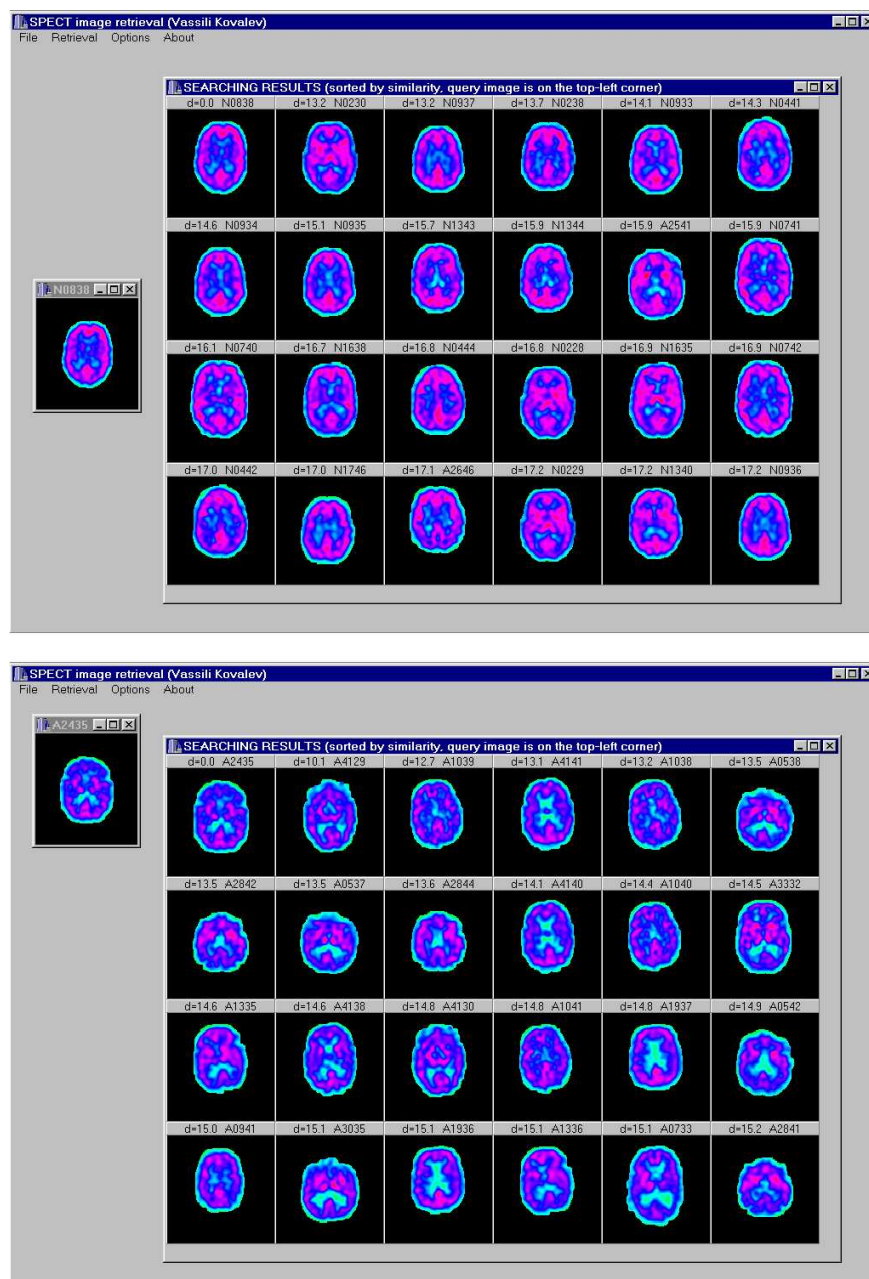 SPECT image retrieval (Vassili Kovalev)
File Retrieval Options About
SEARCHING RESULTS (sorted by similarity, query image is on the top-left corner)
d=0.0 N0838 d=13.2 N0230 d=13.2 N0937 d=13.7 N0238 d=14.1 N0933 d=14.3 N0441
d=14.6 N0934 d=15.1 N0935 d=15.7 N1343 d=15.9 N1344 d=15.9 A2541 d=15.9 N0741
N0838
d=16.1 N0740 d=16.7 N1638 d=16.8 N0444 d=16.8 N0228 d=16.9 N1635 d=16.9 N0742
d=17.0 N0442 d=17.0 N1746 d=17.1 A2646 d=17.2 N0229 d=17.2 N1340 d=17.2 N0936
SPECT image retrieval (Vassili Kovalev)
File Retrieval Options About
A2435
SEARCHING RESULTS (sorted by similarity, query image is on the top-left corner)
d=0.0 A2435 d=10.1 A4129 d=12.7 A1039 d=13.1 A4141 d=13.2 A1038 d=13.5 A0538
d=13.5 A2842 d=13.5 A0537 d=13.6 A2844 d=14.1 A4140 d=14.4 A1040 d=14.5 A3332
d=14.6 A1335 d=14.6 A4138 d=14.8 A4130 d=14.8 A1041 d=14.8 A1937 d=14.9 A0542
d=15.0 A0941 d=15.1 A3035 d=15.1 A1936 d=15.1 A1336 d=15.1 A0733 d=15.2 A2841